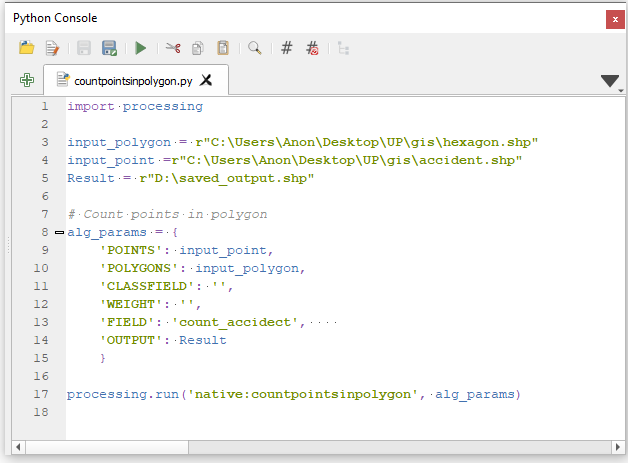 Python Console
countpointsinpolygon.py
1 import processing
2
3 input_polygon = r"C:\Users\Anon\Desktop\UP\gis\hexagon.shp"
4 input_point =r"C:\Users\Anon\Desktop\UP\gis\accident.shp"
5 Result = r"D:\saved_output.shp"
6
7 # Count points in polygon
8 alg_params = {
9     'POINTS': input_point,
10     'POLYGONS': input_polygon,
11     'CLASSFIELD': '',
12     'WEIGHT': '',
13     'FIELD': 'count_accidect',
14     'OUTPUT': Result
15     }
16
17 processing.run('native:countpointsinpolygon', alg_params)
18